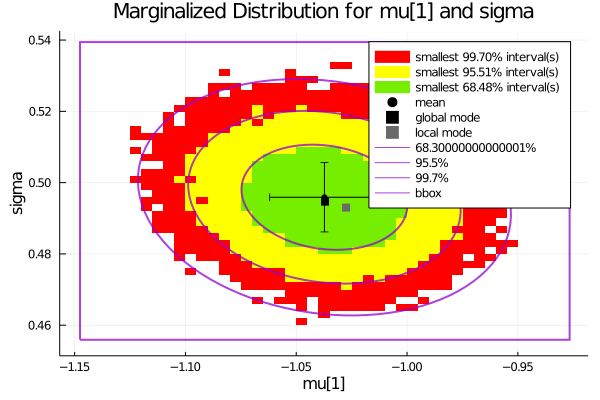 Marginalized Distribution for mu[1] and sigma
0.54
smallest 99.70% interval(s)
smallest 95.51% interval(s)
smallest 68.48% interval(s)
mean
global mode
local mode
68.30000000000001%
95.5%
99.7%
bbox
0.52
0.50
0.48
0.46
sigma
−1.15
−1.10
−1.05
−1.00
−0.95
mu[1]